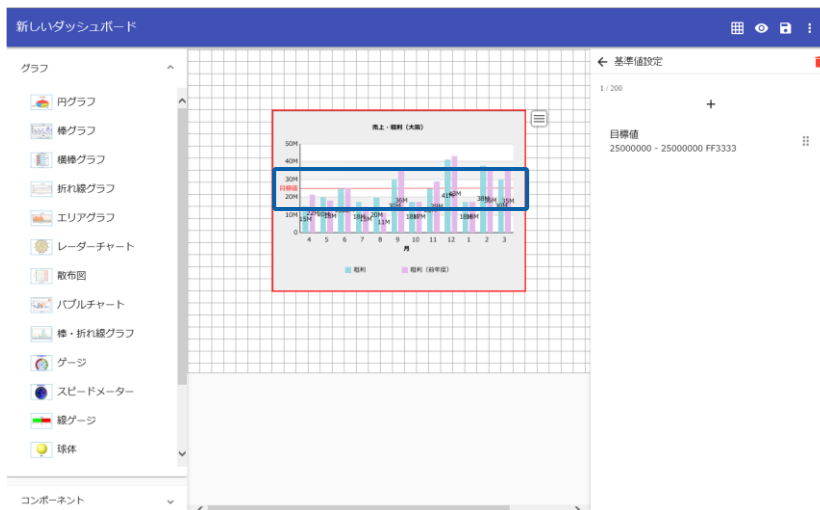 新しいダッシュボード
グラフ
円グラフ
棒グラフ
横棒グラフ
折れ線グラフ
エリアグラフ
レーダーチャート
散布図
バブルチャート
棒・折れ線グラフ
ゲージ
スピードメーター
線ゲージ
球体
コンポーネント
売上・粗利（大阪）
50M
40M
30M
目標値
20M
10M
0
15M
18M
11M
36M
41M
43M
35M
4 5 6 7 8 9 10 11 12 1 2 3
月
粗利 粗利（前年度）
基準値設定
1 / 200
+
目標値
25000000 - 25000000 FF3333